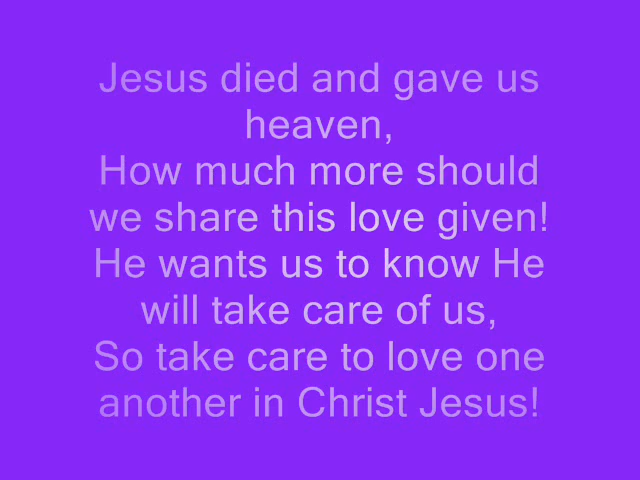 Jesus died and gave us
heaven,
How much more should
we share this love given!
He wants us to know He
will take care of us,
So take care to love one
another in Christ Jesus!